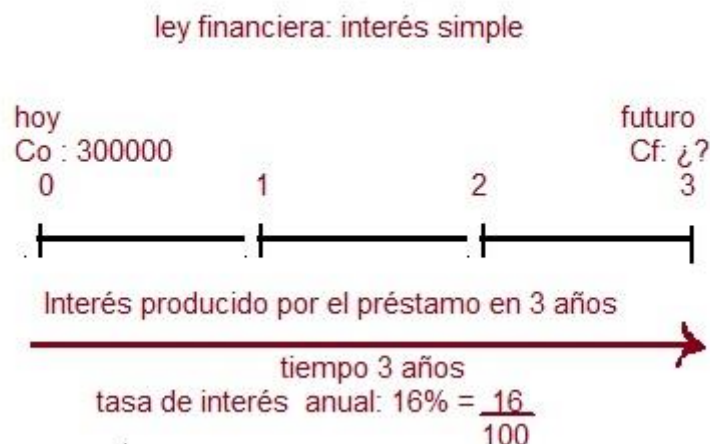 ley financiera: interés simple
hoy
futuro
Co : 300000
Cf: ¿?
0 1 2 3
Interés producido por el préstamo en 3 años
tiempo 3 años
tasa de interés anual: 16% = 16
100